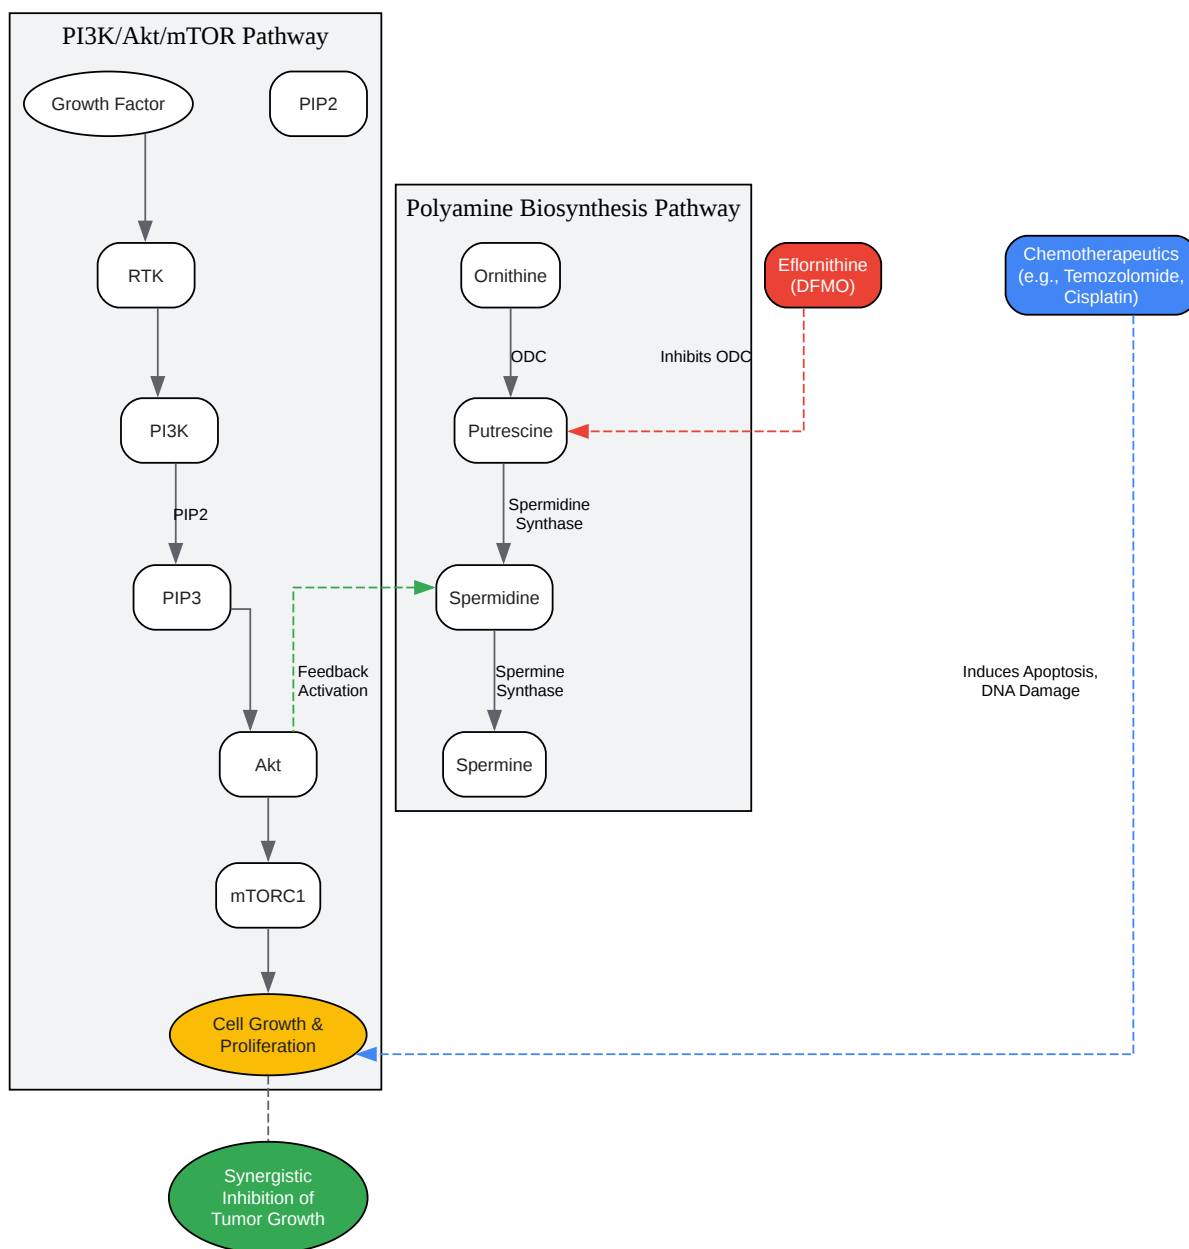 PI3K/Akt/mTOR Pathway
Growth Factor
PIP2
Polyamine Biosynthesis Pathway
RTK
Ornithine
Eflornithine
(DFMO)
Chemotherapeutics
(e.g., Temozolomide,
Cisplatin)
ODC
Inhibits ODC
PI3K
Putrescine
PIP2
Spermidine
Synthase
PIP3
Spermidine
Feedback
Activation
Spermine
Synthase
Induces Apoptosis,
DNA Damage
Akt
Spermine
mTORC1
Cell Growth &
Proliferation
Synergistic
Inhibition of
Tumor Growth